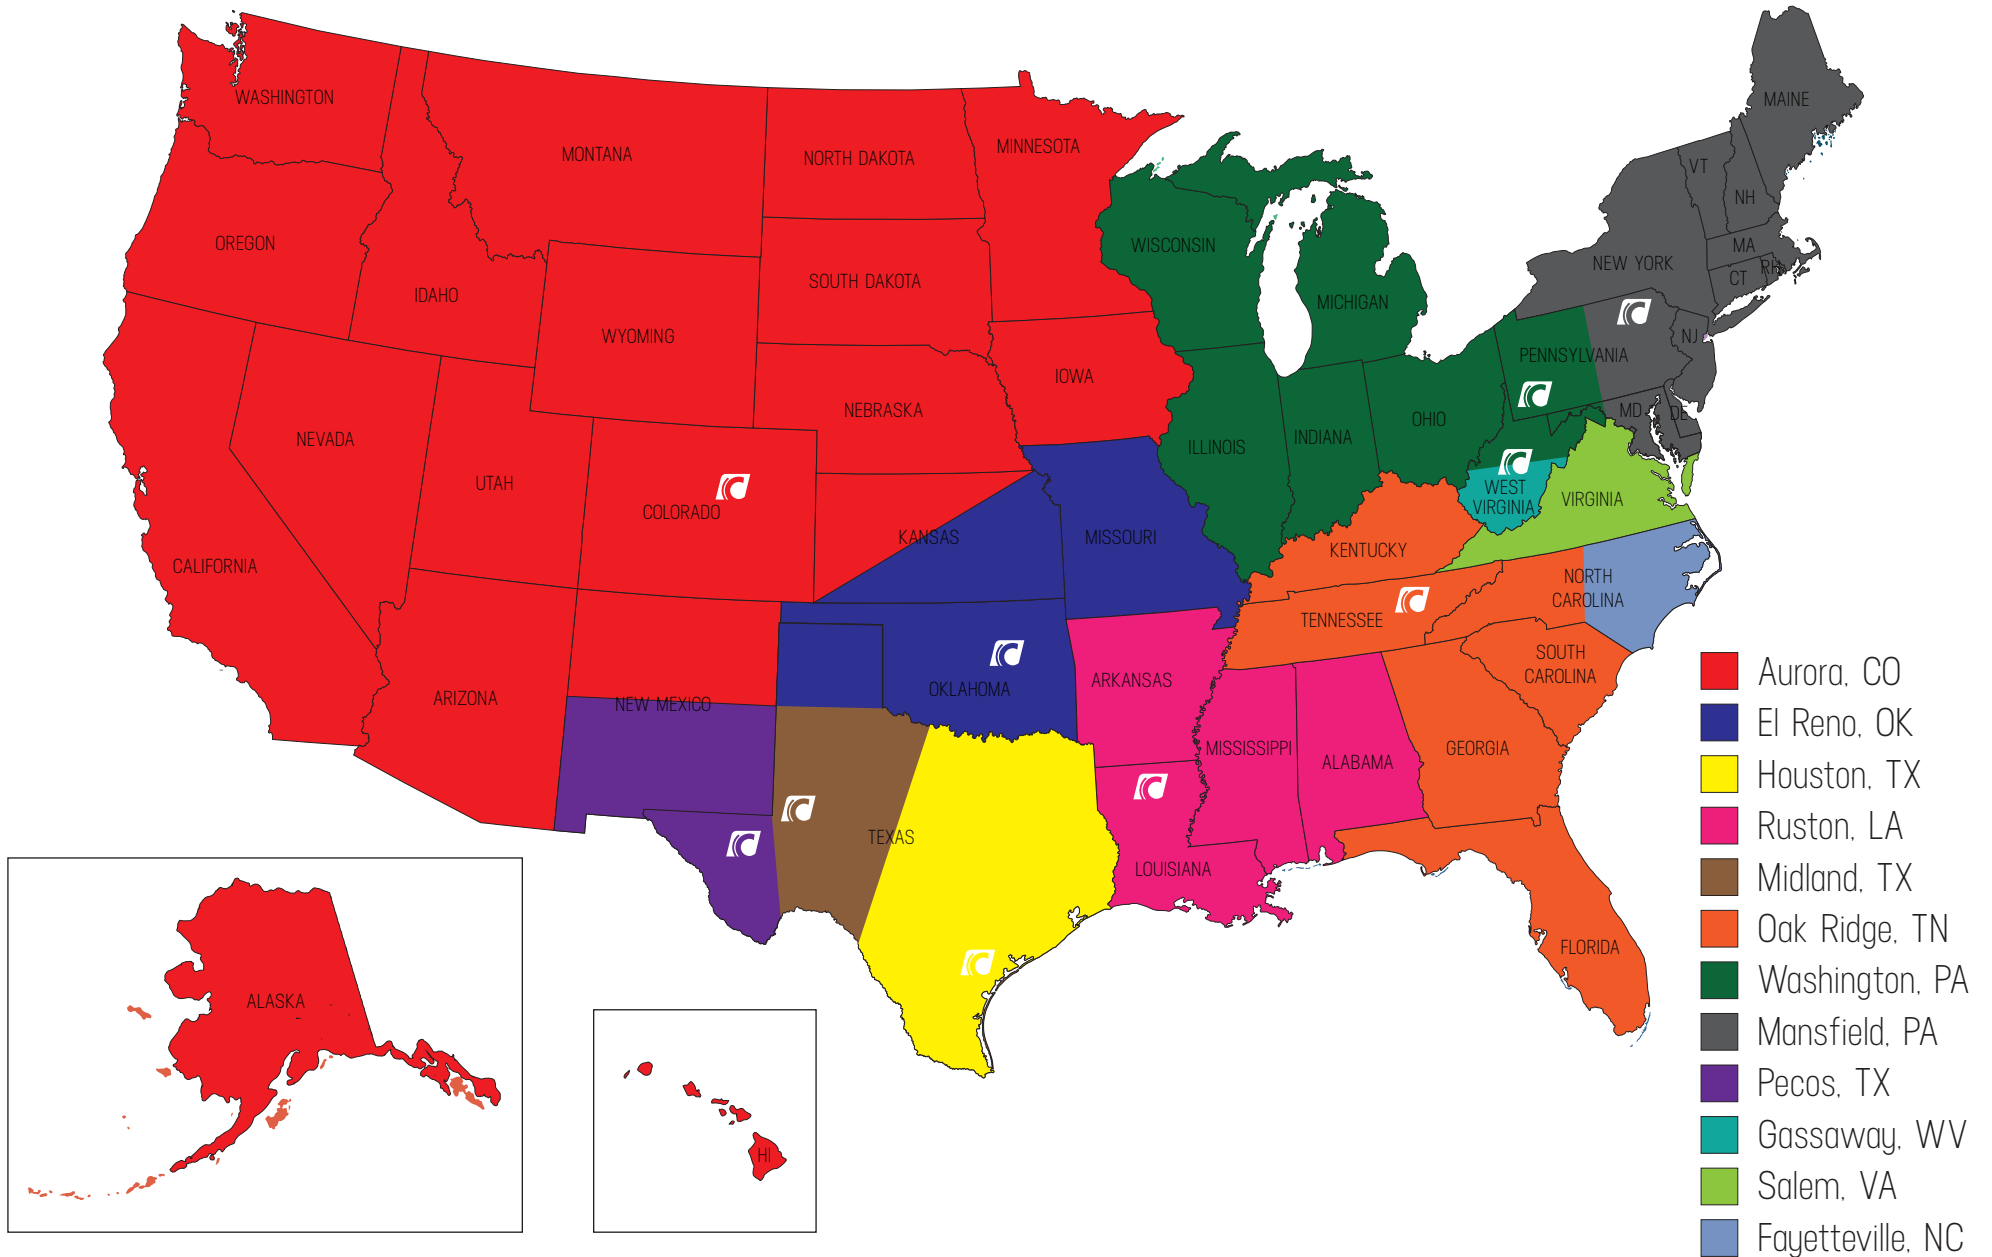 WASHINGTON
MONTANA
NORTH DAKOTA
MINNESOTA
MAINE
VT
NH
OREGON
IDAHO
WYOMING
SOUTH DAKOTA
WISCONSIN
MICHIGAN
NEW YORK
MA
CT
RI
NEVADA
UTAH
COLORADO
NEBRASKA
IOWA
ILLINOIS
INDIANA
OHIO
PENNSYLVANIA
NJ
MD
DE
CALIFORNIA
KANSAS
MISSOURI
KENTUCKY
WEST
VIRGINIA
VIRGINIA
ARIZONA
NEW MEXICO
OKLAHOMA
ARKANSAS
TENNESSEE
NORTH
CAROLINA
SOUTH
CAROLINA
TEXAS
LOUISIANA
MISSISSIPPI
ALABAMA
GEORGIA
FLORIDA
ALASKA
HI
Aurora, CO
El Reno, OK
Houston, TX
Ruston, LA
Midland, TX
Oak Ridge, TN
Washington, PA
Mansfield, PA
Pecos, TX
Gassaway, WV
Salem, VA
Fayetteville, NC